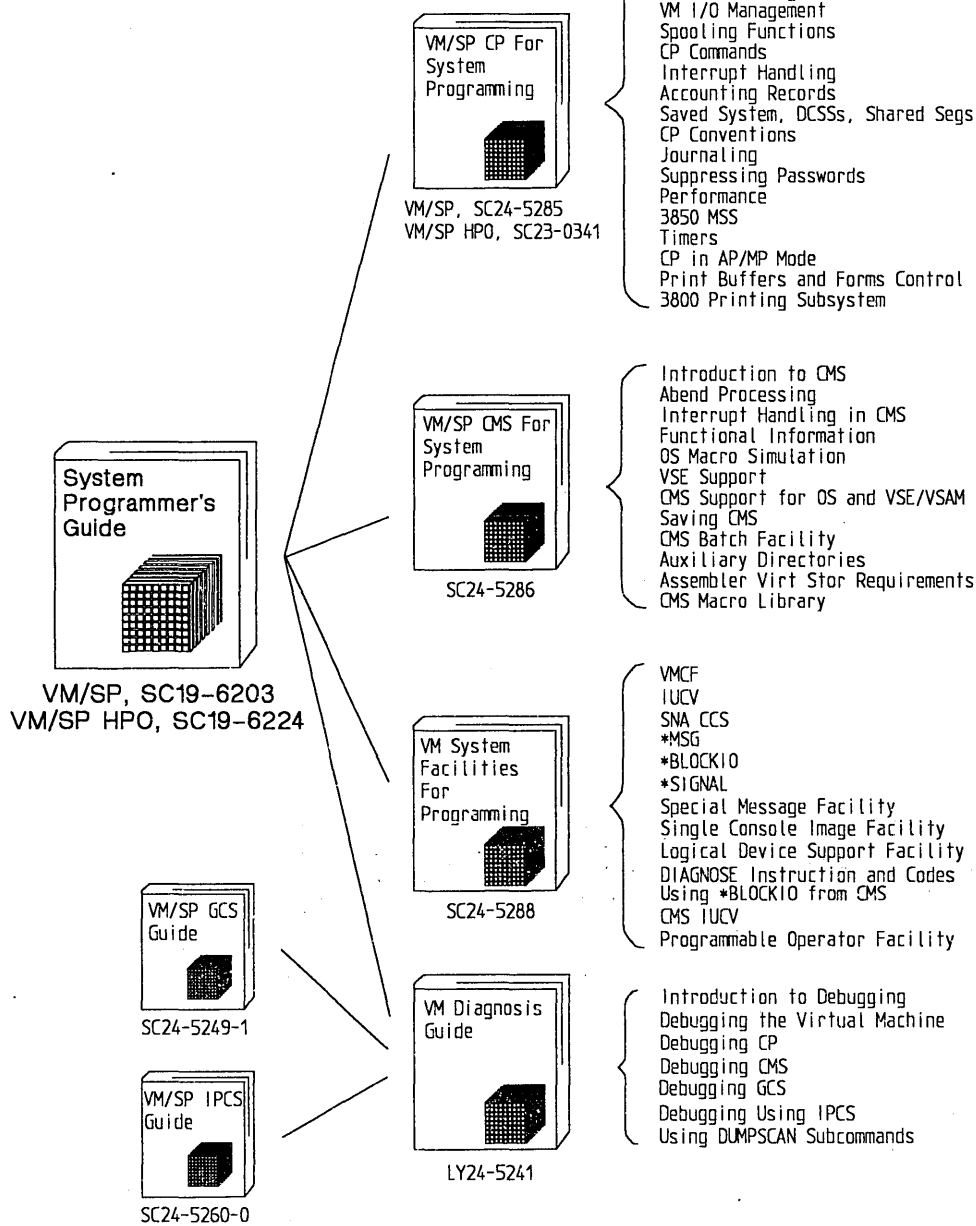 VM/SP CP For
System
Programming
VM/SP, SC24-5285
VM/SP HPO, SC23-0341
VM I/O Management
Spooling Functions
CP Commands
Interrupt Handling
Accounting Records
Saved System, DCSSs, Shared Segs
CP Conventions
Journaling
Suppressing Passwords
Performance
3850 MSS
Timers
CP in AP/MP Mode
Print Buffers and Forms Control
3800 Printing Subsystem
System
Programmer's
Guide
VM/SP, SC19-6203
VM/SP HPO, SC19-6224
VM/SP CMS For
System
Programming
SC24-5286
Introduction to CMS
Abend Processing
Interrupt Handling in CMS
Functional Information
OS Macro Simulation
VSE Support
CMS Support for OS and VSE/VSAM
Saving CMS
CMS Batch Facility
Auxiliary Directories
Assembler Virt Stor Requirements
CMS Macro Library
VM System
Facilities
For
Programming
SC24-5288
VMCF
IUCV
SNA CCS
*MSG
*BLOCKIO
*SIGNAL
Special Message Facility
Single Console Image Facility
Logical Device Support Facility
DIAGNOSE Instruction and Codes
Using *BLOCKIO from CMS
CMS IUCV
Programmable Operator Facility
VM/SP GCS
Guide
SC24-5249-1
VM/SP IPCS
Guide
SC24-5260-0
VM Diagnosis
Guide
LY24-5241
Introduction to Debugging
Debugging the Virtual Machine
Debugging CP
Debugging CMS
Debugging GCS
Debugging Using IPCS
Using DUMPSCAN Subcommands